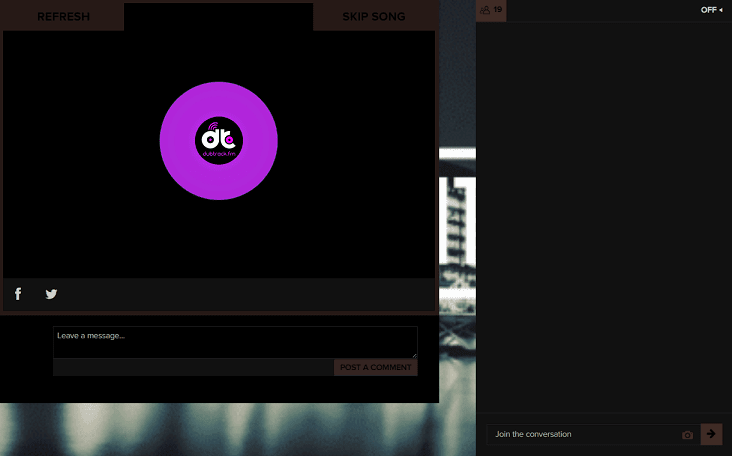 REFRESH
SKIP SONG
19
OFF
dt
dubtrack.fm
Leave a message...
POST A COMMENT
Join the conversation